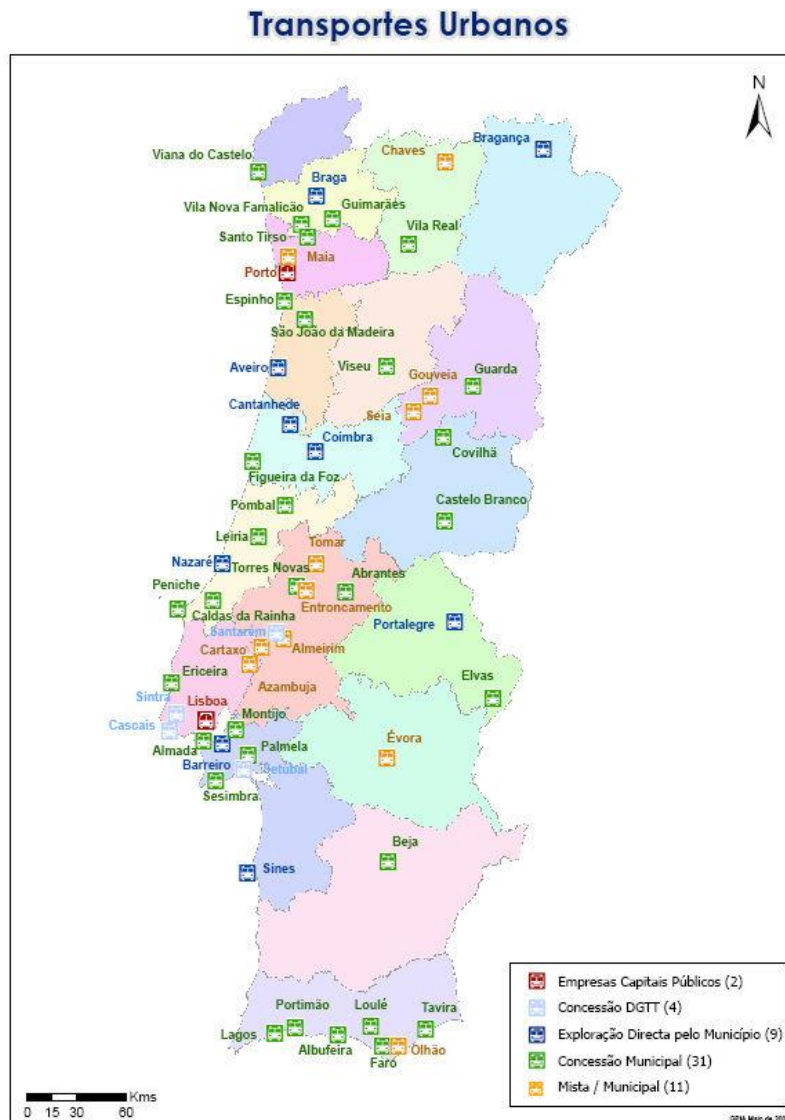 Transportes Urbanos
N
Viana do Castelo
Chaves
Bragança
Braga
Vila Nova Famalicão
Guimarães
Santo Tirso
Vila Real
Maia
Porto
Espinho
São João da Madeira
Aveiro
Viseu
Gouveia
Guarda
Cantanhede
Seia
Coimbra
Covilhã
Figueira da Foz
Castelo Branco
Pombal
Leiria
Tomar
Nazaré
Torres Novas
Abrantes
Peniche
Entroncamento
Caldas da Rainha
Portalegre
Santarém
Cartaxo
Almeirim
Ericeira
Elvas
Azambuja
Sintra
Lisboa
Montijo
Cascais
Évora
Almada
Palmela
Barreiro
Setúbal
Sesimbra
Beja
Sines
Portimão
Loulé
Tavira
Lagos
Albufeira
Faro
Olhão
Empresas Capitais Públicos (2)
Concessão DGTT (4)
Exploração Directa pelo Município (9)
Concessão Municipal (31)
Mista / Municipal (11)
Kms
0 15 30 60